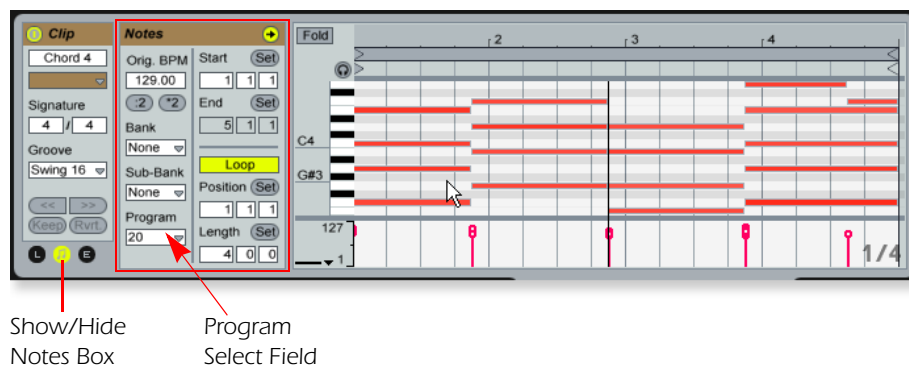 Clip
Chord 4
Signature
4 / 4
Groove
Swing 16
<< >>
Keep Rvrt.
L E
Notes
Orig. BPM
129.00
:2 *2
Bank
None
Sub-Bank
None
Program
20
Start Set
1 1 1
End Set
5 1 1
Loop
Position Set
1 1 1
Length Set
4 0 0
Fold
2 3 4
C4
G#3
127
1
1/4
Show/Hide
Notes Box
Program
Select Field